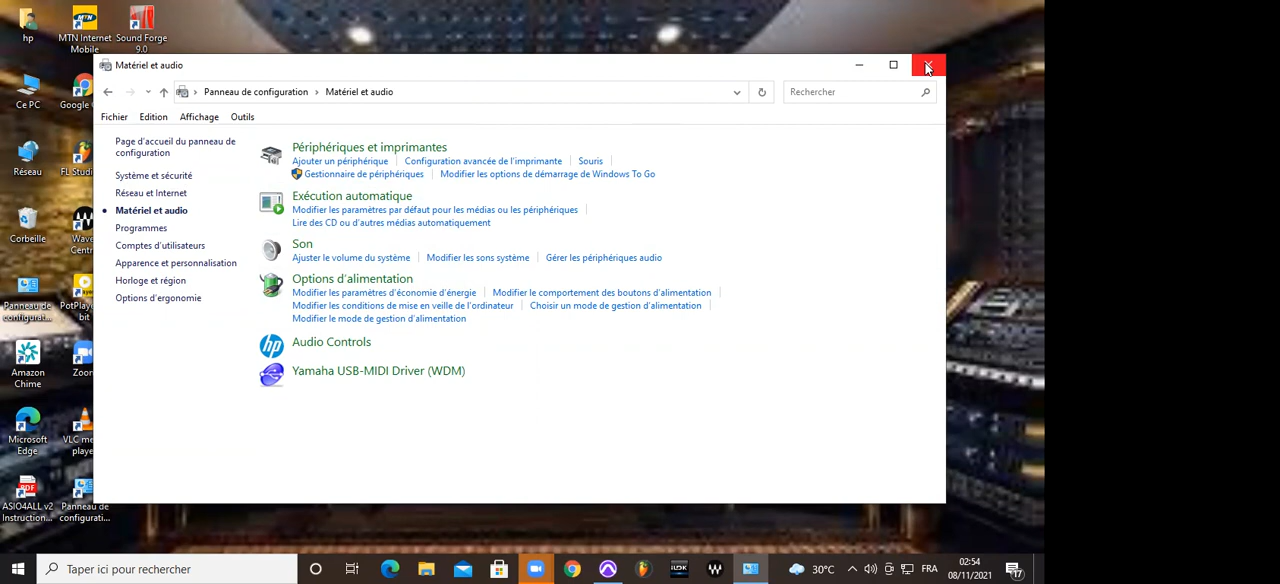 hp
MTN Internet
Mobile
Sound Forge
9.0
Ce PC
Google
Réseau
FL Studi
Corbeille
Wave
Centr
Panneau de
configurat...
PotPlaye
bit
Amazon
Chime
Zoom
Microsoft
Edge
VLC me
playe
ASIO4ALL v2
Instruction...
Panneau de
configurati...
Matériel et audio
Panneau de configuration > Matériel et audio
Rechercher
Fichier Edition Affichage Outils
Page d'accueil du panneau de
configuration
Système et sécurité
Réseau et Internet
Matériel et audio
Programmes
Comptes d'utilisateurs
Apparence et personnalisation
Horloge et région
Options d'ergonomie
Périphériques et imprimantes
Ajouter un périphérique | Configuration avancée de l'imprimante | Souris |
Gestionnaire de périphériques | Modifier les options de démarrage de Windows To Go
Exécution automatique
Modifier les paramètres par défaut pour les médias ou les périphériques |
Lire des CD ou d'autres médias automatiquement
Son
Ajuster le volume du système | Modifier les sons système | Gérer les périphériques audio
Options d'alimentation
Modifier les paramètres d'économie d'énergie | Modifier le comportement des boutons d'alimentation |
Modifier les conditions de mise en veille de l'ordinateur | Choisir un mode de gestion d'alimentation |
Modifier le mode de gestion d'alimentation
hp
Audio Controls
Yamaha USB-MIDI Driver (WDM)
Taper ici pour rechercher
30°C
FRA
02:54
08/11/2021
17